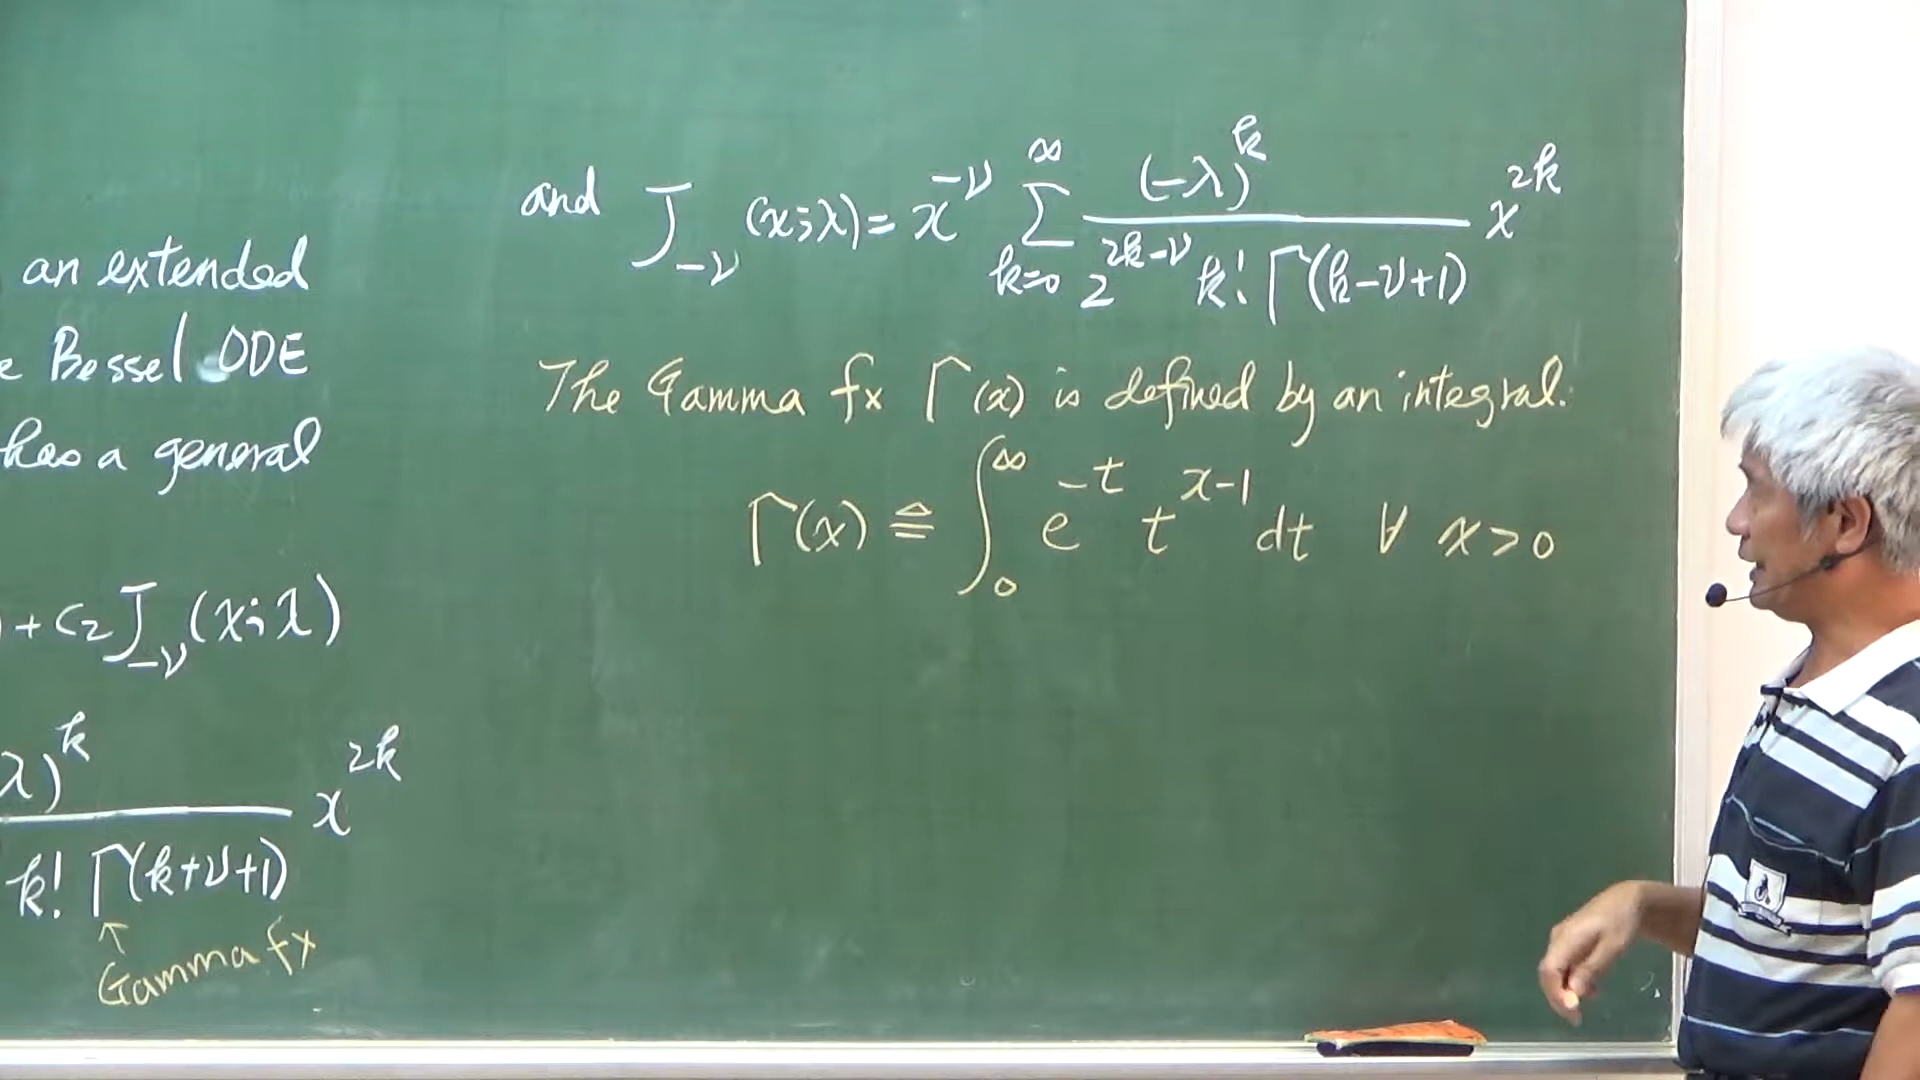 an extended
e Bessel ODE
has a general
) + C₂ J_{-ν} (x; λ)
λ)^k / k! Γ(k+ν+1) x^{2k}
↑
Gamma fx
and J_{-ν} (x; λ) = x^{-ν} ∑_{k=0}^{∞} (-λ)^k / 2^{2k-ν} k! Γ(k-ν+1) x^{2k}
The Gamma fx Γ(x) is defined by an integral.
Γ(x) ≜ ∫_0^∞ e^{-t} t^{x-1} dt ∀ x > 0